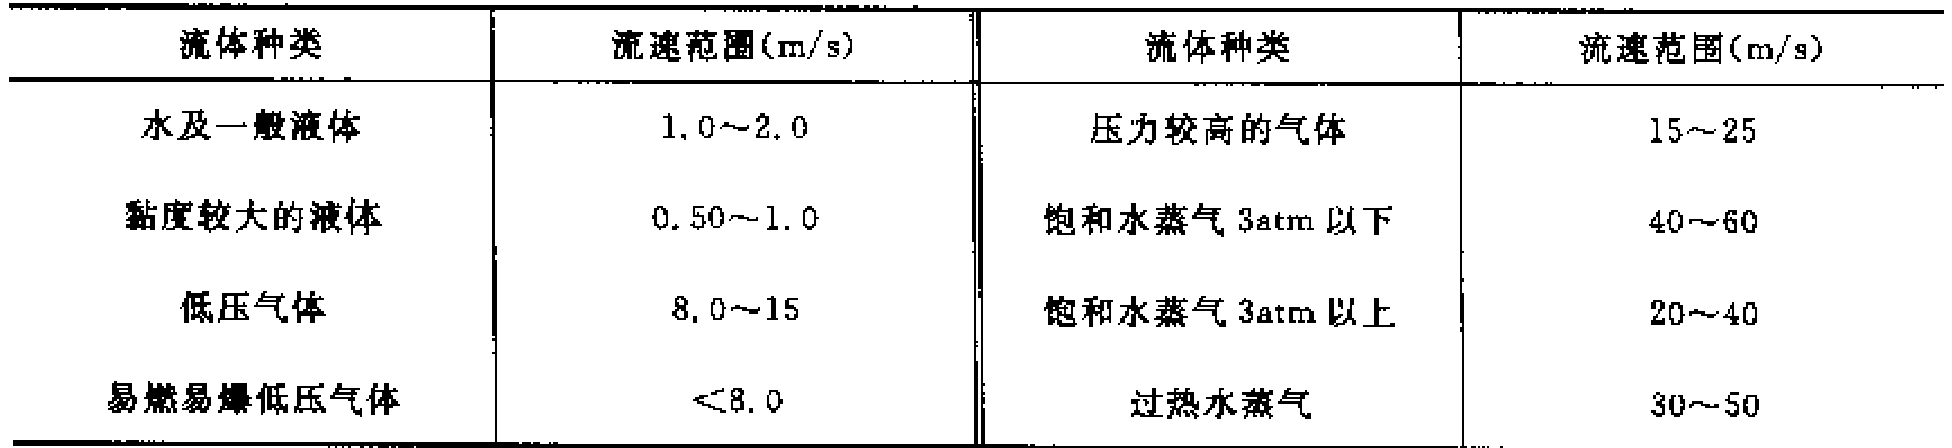 流体种类 流速范围(m/s) 流体种类 流速范围(m/s)
水及一般液体 1.0～2.0 压力较高的气体 15～25
黏度较大的液体 0.50～1.0 饱和水蒸气 3atm 以下 40～60
低压气体 8.0～15 饱和水蒸气 3atm 以上 20～40
易燃易爆低压气体 <8.0 过热水蒸气 30～50